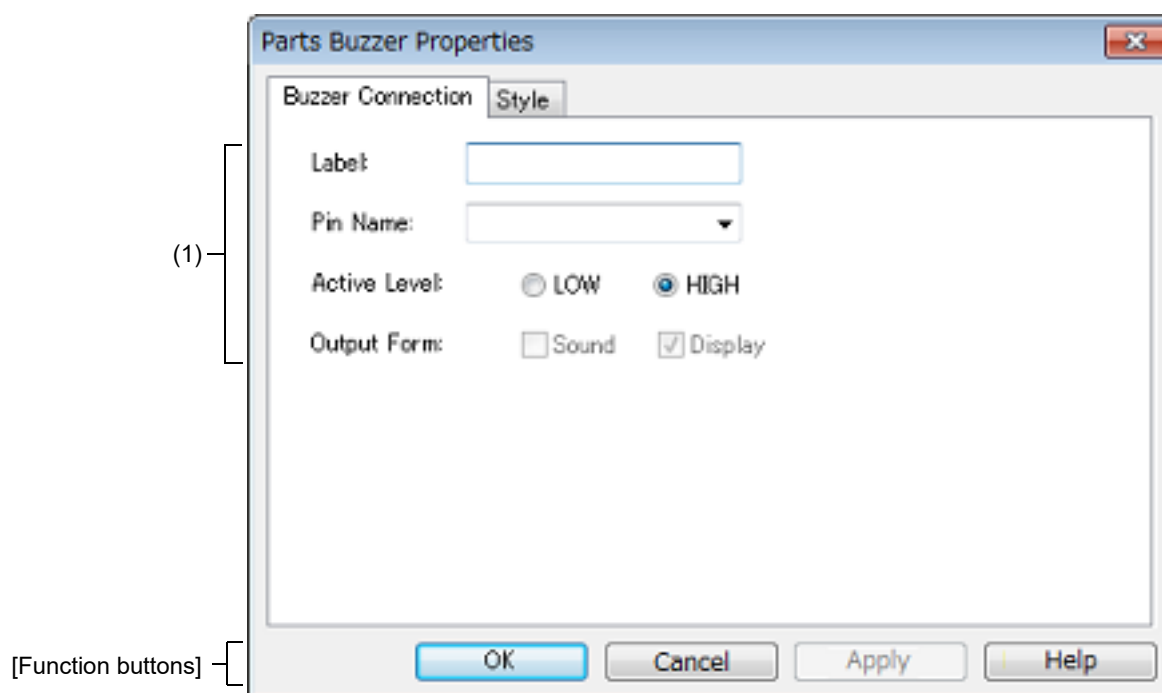 Parts Buzzer Properties
Buzzer Connection Style
Label:
(1)
Pin Name:
Active Level: LOW HIGH
Output Form: Sound Display
[Function buttons]
OK Cancel Apply Help